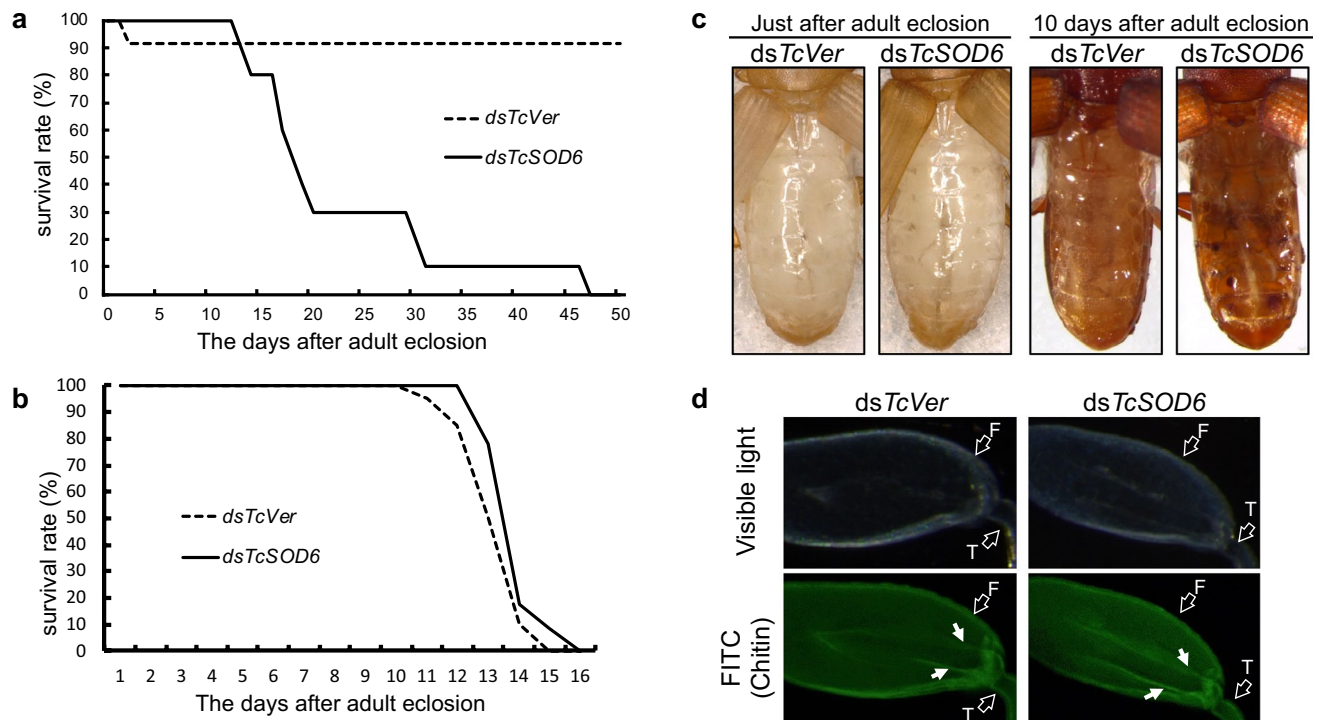 a
100
90
80
70
60
50
40
30
20
10
0
survival rate (%)
dsTcVer
dsTcSOD6
0 5 10 15 20 25 30 35 40 45 50
The days after adult eclosion
b
100
90
80
70
60
50
40
30
20
10
0
survival rate (%)
dsTcVer
dsTcSOD6
1 2 3 4 5 6 7 8 9 10 11 12 13 14 15 16
The days after adult eclosion
c
Just after adult eclosion
dsTcVer dsTcSOD6
10 days after adult eclosion
dsTcVer dsTcSOD6
d
dsTcVer dsTcSOD6
Visible light
F
T
F
T
FITC
(Chitin)
F
T
F
T